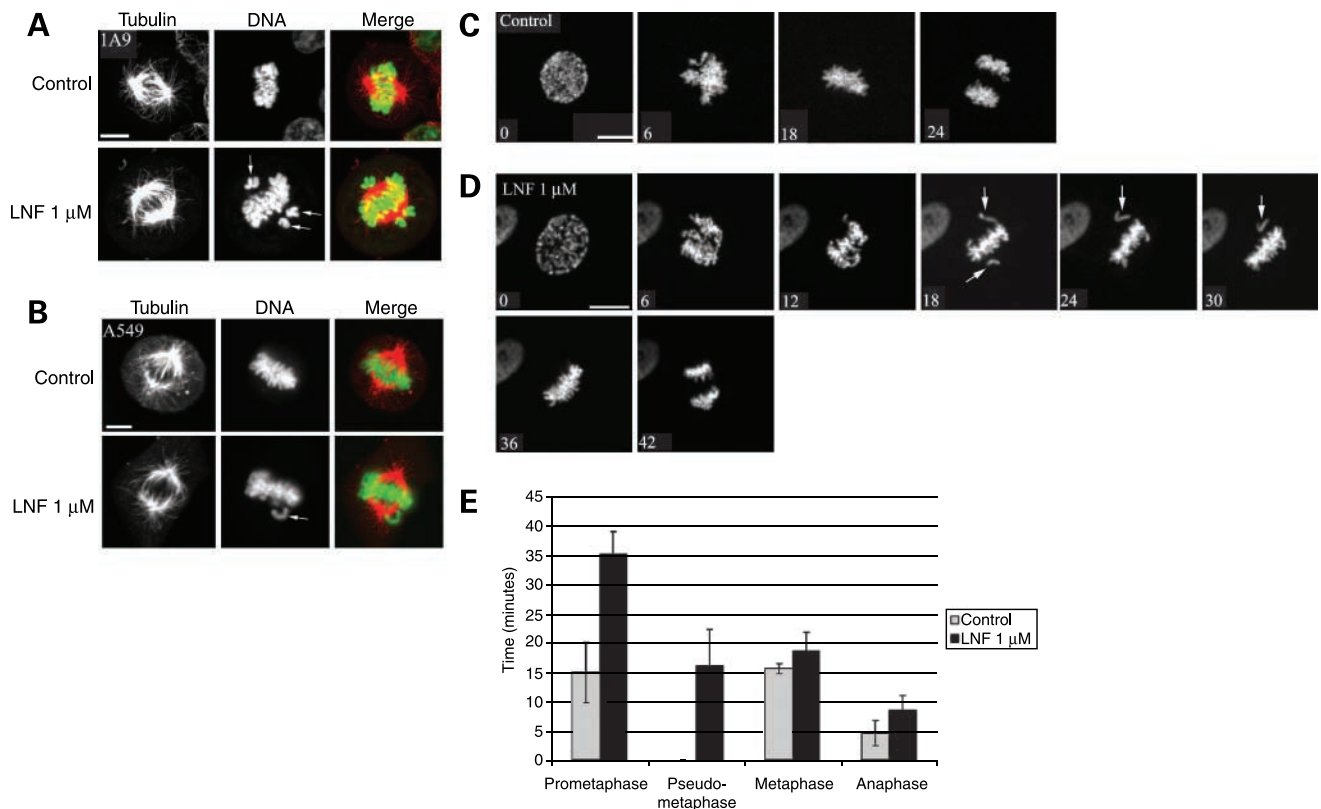 A
Tubulin DNA Merge
1A9
Control
LNF 1 µM
B
Tubulin DNA Merge
A549
Control
LNF 1 µM
C
Control
0 6 18 24
D
LNF 1 µM
0 6 12 18 24 30
36 42
E
45
40
35
30
25
20
15
10
5
0
Time (minutes)
Control
LNF 1 µM
Prometaphase Pseudo- Metaphase Anaphase
metaphase